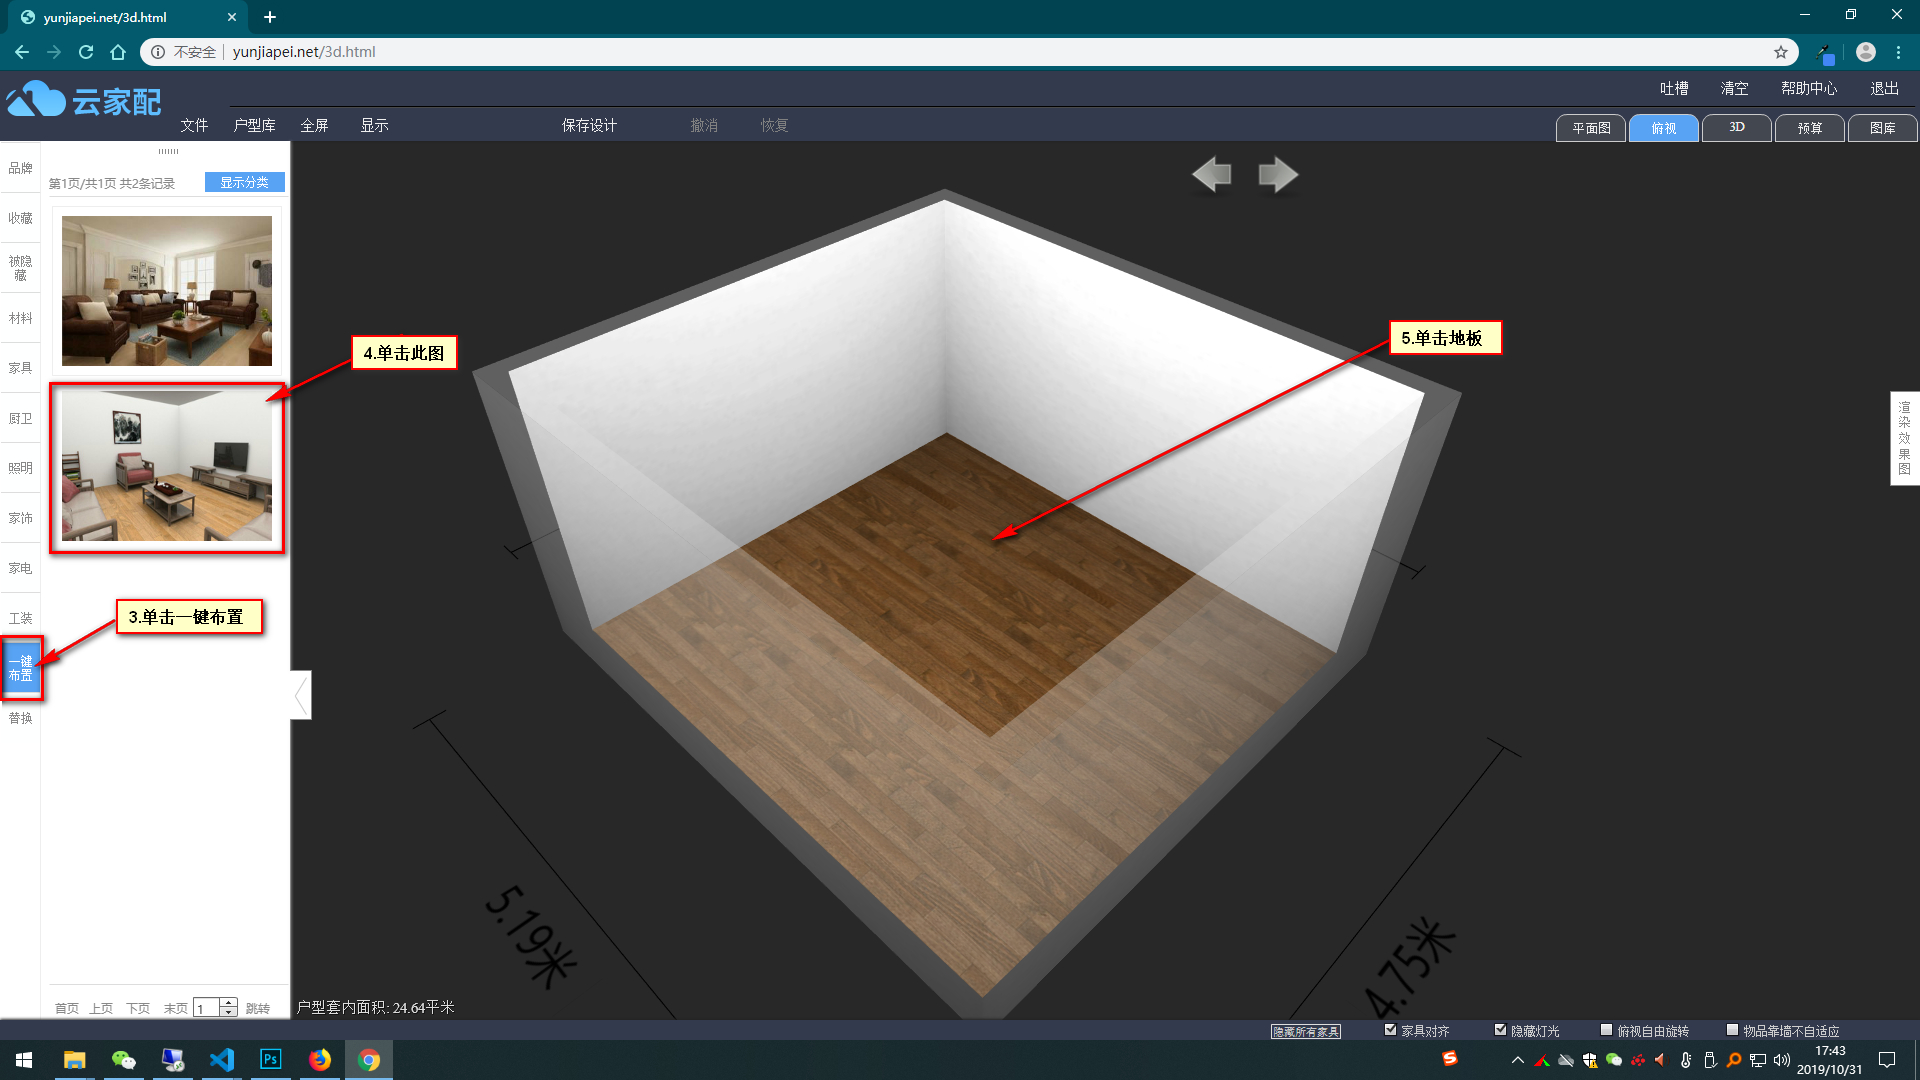 yunjiapei.net/3d.html
不安全
yunjiapei.net/3d.html
云家配
吐槽
清空
帮助中心
退出
文件
户型库
全屏
显示
保存设计
撤消
恢复
平面图
俯视
3D
预算
图库
品牌
收藏
被隐
藏
材料
家具
厨卫
照明
家饰
家电
工装
一键
布置
替换
第1页/共1页 共2条记录
显示分类
4.单击此图
5.单击地板
3.单击一键布置
渲
染
效
果
图
5.19米
4.75米
首页
上页
下页
末页
1
跳转
户型套内面积: 24.64平米
隐藏所有家具
家具对齐
隐藏灯光
俯视自由旋转
物品靠墙不自适应
Ps
17:43
2019/10/31